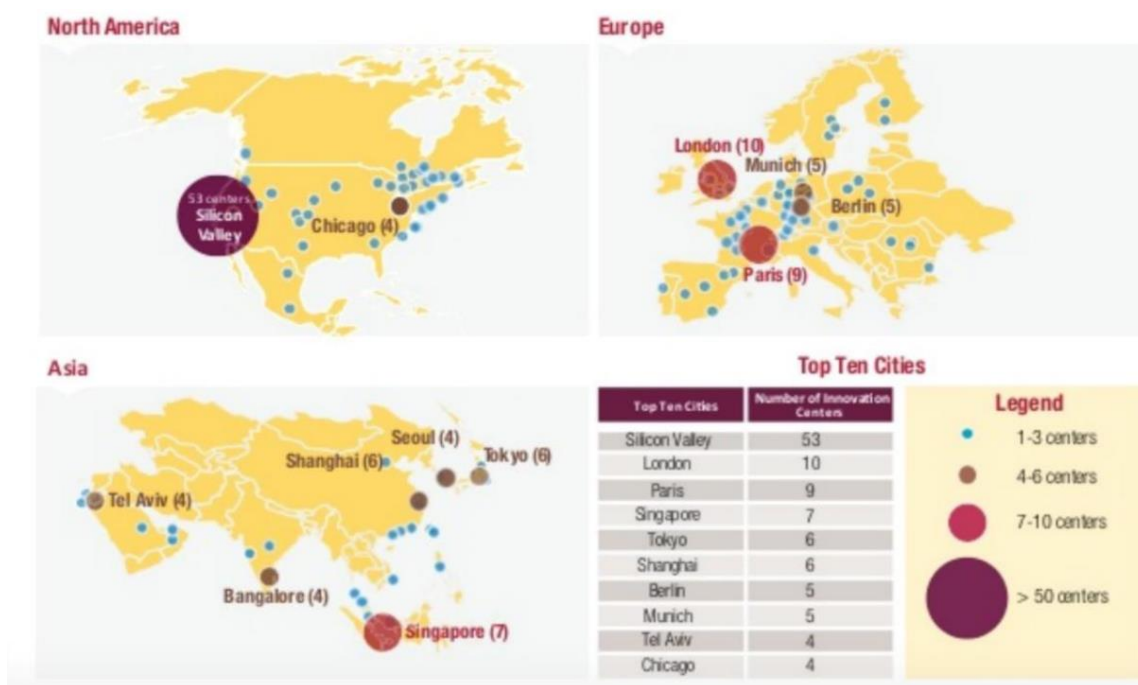 North America
53 centers
Silicon
Valley
Chicago (4)
Europe
London (10)
Munich (5)
Berlin (5)
Paris (9)
Asia
Seoul (4)
Shanghai (6)
Tokyo (6)
Tel Aviv (4)
Bangalore (4)
Singapore (7)
Top Ten Cities
Top Ten Cities Number of Innovation
Centers
Silicon Valley 53
London 10
Paris 9
Singapore 7
Tokyo 6
Shanghai 6
Berlin 5
Munich 5
Tel Aviv 4
Chicago 4
Legend
1-3 centers
4-6 centers
7-10 centers
> 50 centers